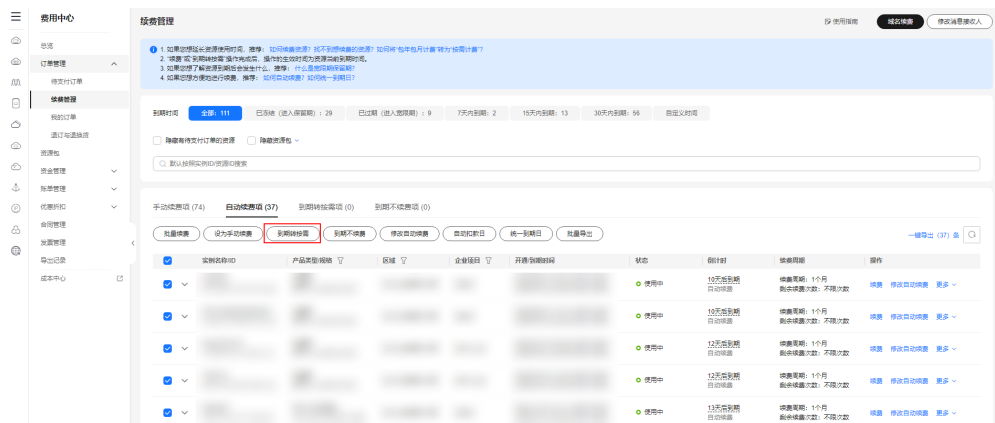 费用中心
总览
订单管理
待支付订单
续费管理
我的订单
退订与退换货
资源包
资金管理
账单管理
优惠折扣
合同管理
发票管理
导出记录
成本中心
续费管理
使用指南
域名续费
修改消息接收人
1. 如果您想延长资源使用时间，推荐： 如何续费资源？ 找不到想续费的资源？ 如何将"包年包月计费"转为"按需计费"？
2. "续费"或"到期转按需"操作完成后，操作的生效时间为资源当前到期时间。
3. 如果您想了解资源到期后会发生什么，推荐： 什么是宽限期保留期？
4. 如果您想方便地进行续费，推荐： 如何自动续费？ 如何统一到期日？
到期时间 全部：111 已冻结（进入保留期）：29 已过期（进入宽限期）：9 7天内到期：2 15天内到期：13 30天内到期：56 自定义时间
隐藏有待支付订单的资源 隐藏资源包
默认按照实例ID/资源ID搜索
手动续费项 (74) 自动续费项 (37) 到期转按需项 (0) 到期不续费项 (0)
批量续费 设为手动续费 到期转按需 到期不续费 修改自动续费 自动扣款日 统一到期日 批量导出 一键导出（37）条
实例名称/ID 产品类型/规格 区域 企业项目 开通/到期时间 状态 倒计时 续费周期 操作
使用中 10天后到期 续费周期：1个月 续费 修改自动续费 更多
自动续费 剩余续费次数：不限次数
使用中 10天后到期 续费周期：1个月 续费 修改自动续费 更多
自动续费 剩余续费次数：不限次数
使用中 12天后到期 续费周期：1个月 续费 修改自动续费 更多
自动续费 剩余续费次数：不限次数
使用中 12天后到期 续费周期：1个月 续费 修改自动续费 更多
自动续费 剩余续费次数：不限次数
使用中 13天后到期 续费周期：1个月 续费 修改自动续费 更多
自动续费 剩余续费次数：不限次数